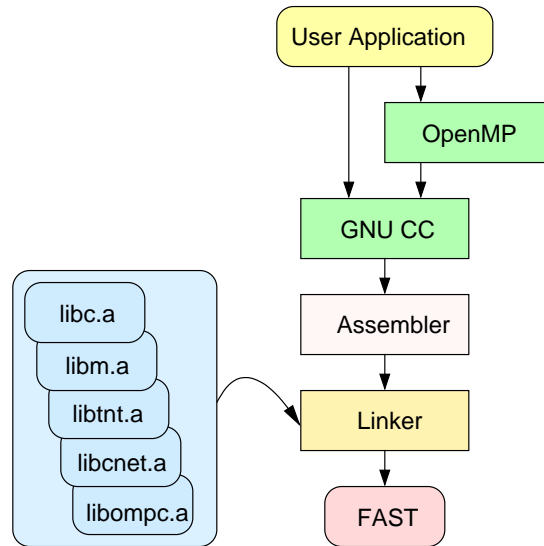 User Application
OpenMP
GNU CC
Assembler
Linker
FAST
libc.a
libm.a
libtnt.a
libcnet.a
libompc.a